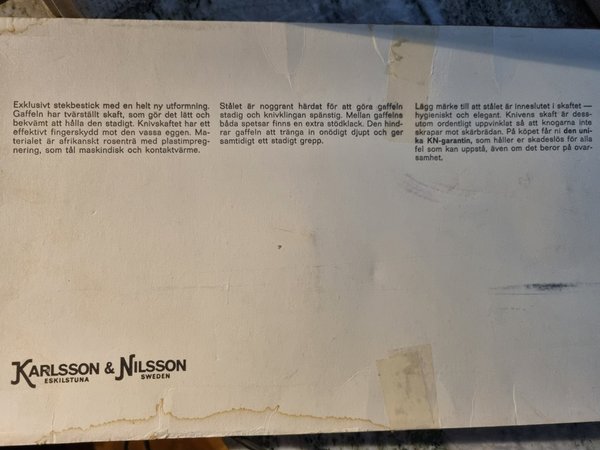 Exklusivt stekbestick med en helt ny utformning.
Gaffeln har tvärställt skaft, som gör det lätt och
bekvämt att hålla den stadigt. Knivskaftet har ett
effektivt fingerskydd mot den vassa eggen. Ma-
terialet är afrikanskt rosenträ med plastimpreg-
nering, som tål maskindisk och kontaktvärme.
Stålet är noggrant härdat för att göra gaffeln
stadig och knivklingan spänstig. Mellan gaffelns
båda spetsar finns en extra stödklack. Den hind-
rar gaffeln att tränga in onödigt djupt och ger
samtidigt ett stadigt grepp.
Lägg märke till att stålet är inneslutet i skaftet —
hygieniskt och elegant. Knivens skaft är dess-
utom ordentligt uppvinklat så att knogarna inte
skrapar mot skärbrädan. På köpet får ni den uni-
ka KN-garantin, som håller er skadeslös för alla
fel som kan uppstå, även om det beror på ovar-
samhet.
KARLSSON & NILSSON
ESKILSTUNA SWEDEN